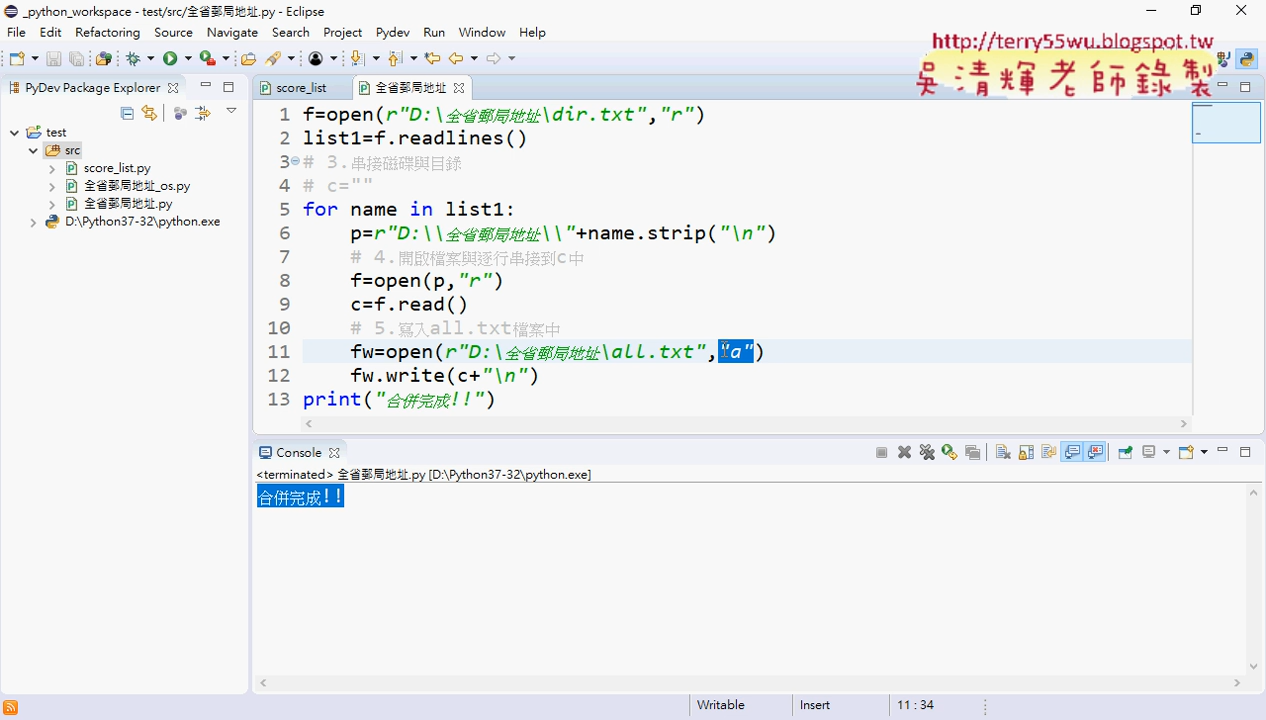 _python_workspace - test/src/全省郵局地址.py - Eclipse
File Edit Refactoring Source Navigate Search Project Pydev Run Window Help
http://terry55wu.blogspot.tw
吳清輝老師錄製
PyDev Package Explorer
score_list
全省郵局地址
test
src
score_list.py
全省郵局地址_os.py
全省郵局地址.py
D:\Python37-32\python.exe
1 f=open(r"D:\全省郵局地址\dir.txt","r")
2 list1=f.readlines()
3 # 3.串接磁碟與目錄
4 # c=""
5 for name in list1:
6 p=r"D:\\全省郵局地址\\"+name.strip("\n")
7 # 4.開啟檔案與逐行串接到c中
8 f=open(p,"r")
9 c=f.read()
10 # 5.寫入all.txt檔案中
11 fw=open(r"D:\全省郵局地址\all.txt","a")
12 fw.write(c+"\n")
13 print("合併完成!!")
Console
<terminated> 全省郵局地址.py [D:\Python37-32\python.exe]
合併完成!!
Writable Insert 11 : 34